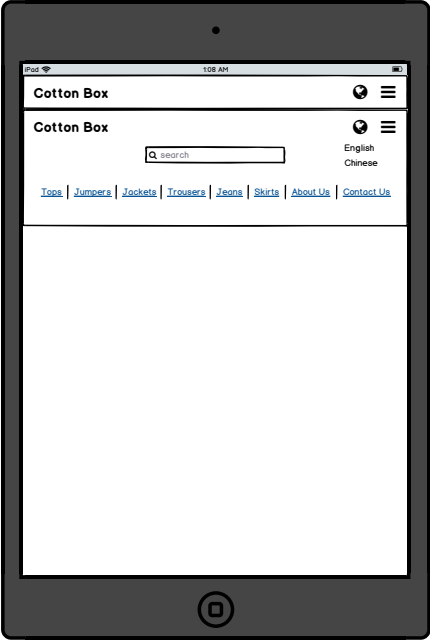 iPad 1:08 AM
Cotton Box
Cotton Box
English
search
Chinese
Tops Jumpers Jackets Trousers Jeans Skirts About Us Contact Us